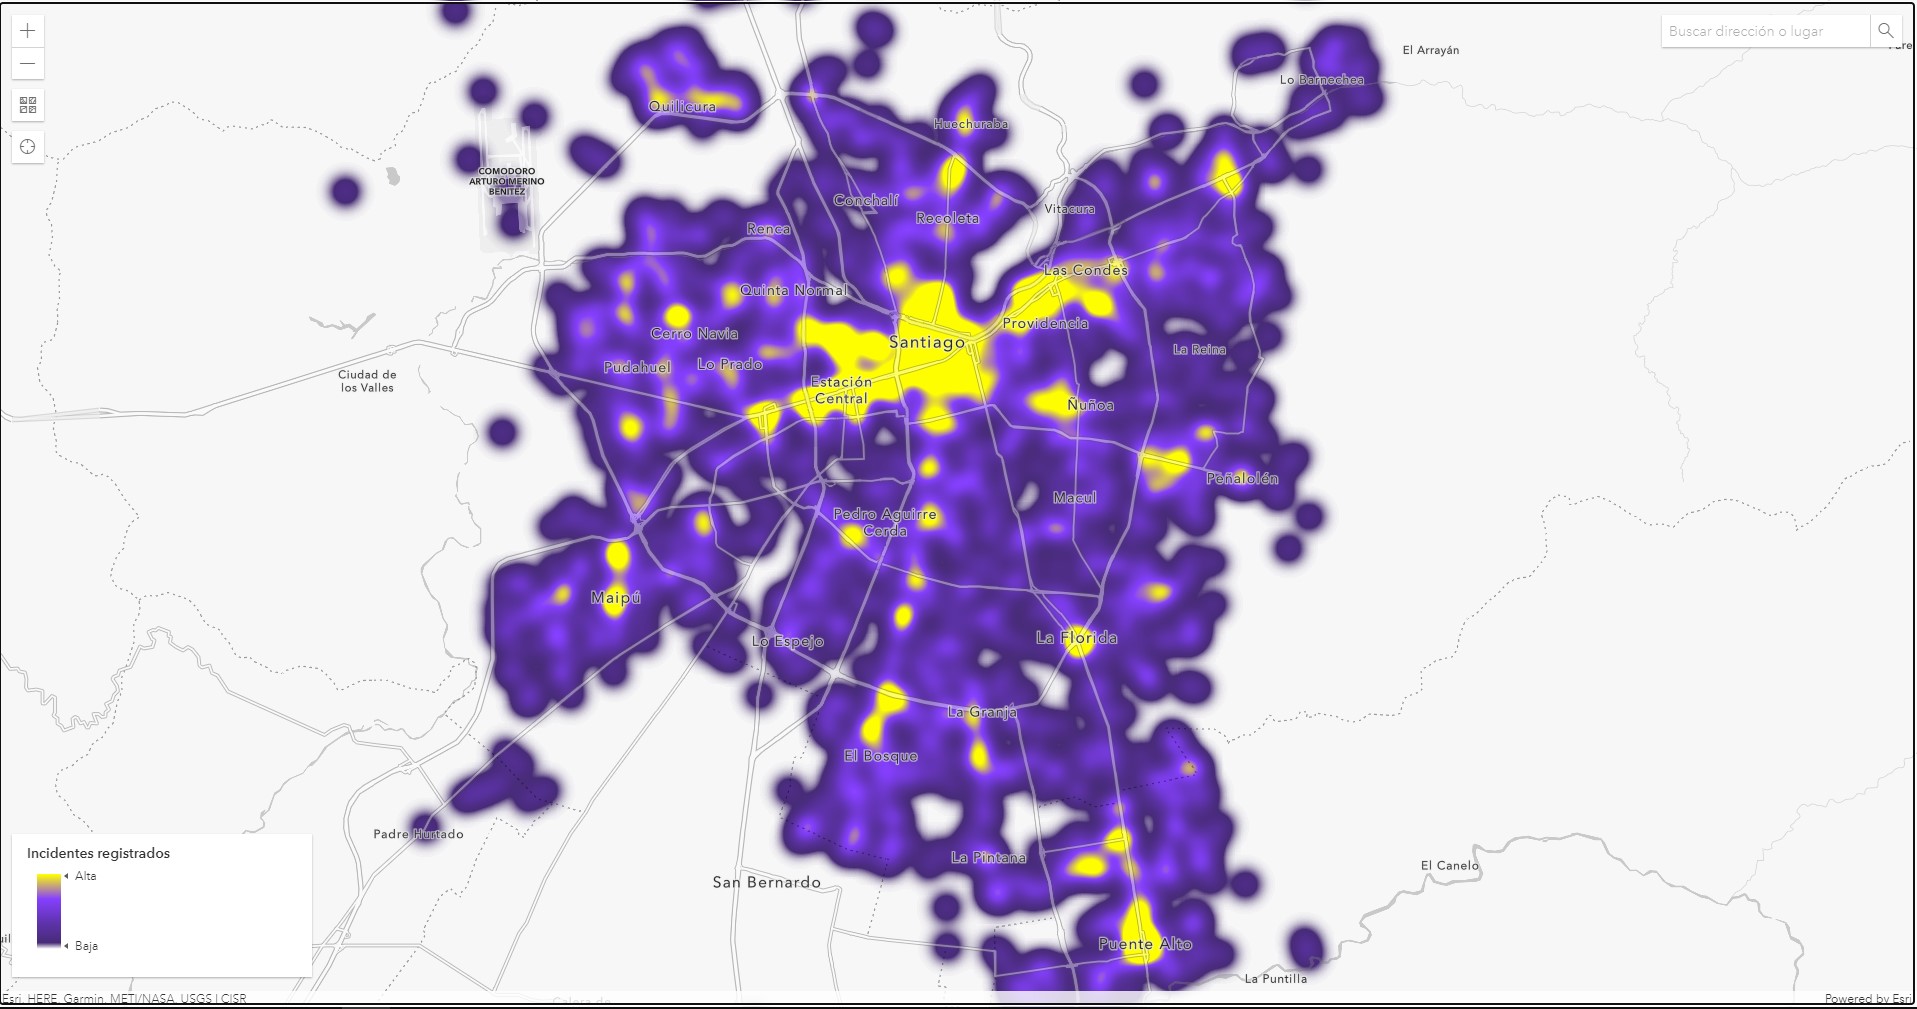 Buscar dirección o lugar
El Arrayán
Lo Barnechea
Quilicura
Huechuraba
COMODORO
ARTURO MERINO
BENITEZ
Conchalí
Vitacura
Recoleta
Renca
Las Condes
Quinta Normal
Providencia
Cerro Navia
Santiago
La Reina
Pudahuel
Lo Prado
Ciudad de
los Valles
Estación
Central
Ñuñoa
Peñalolén
Macul
Pedro Aguirre
Cerda
Maipú
La Florida
Lo Espejo
La Granja
El Bosque
Padre Hurtado
La Pintana
El Canelo
San Bernardo
Puente Alto
La Puntilla
Incidentes registrados
Alta
Baja
Esri, HERE, Garmin, METI/NASA, USGS | CISR
Powered by Esri